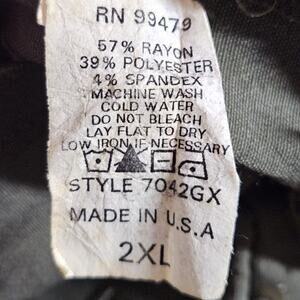 RN 99479
57% RAYON
39% POLYESTER
4% SPANDEX
MACHINE WASH
COLD WATER
DO NOT BLEACH
LAY FLAT TO DRY
LOW IRON IF NECESSARY
STYLE 7042GX
MADE IN U.S.A
2XL